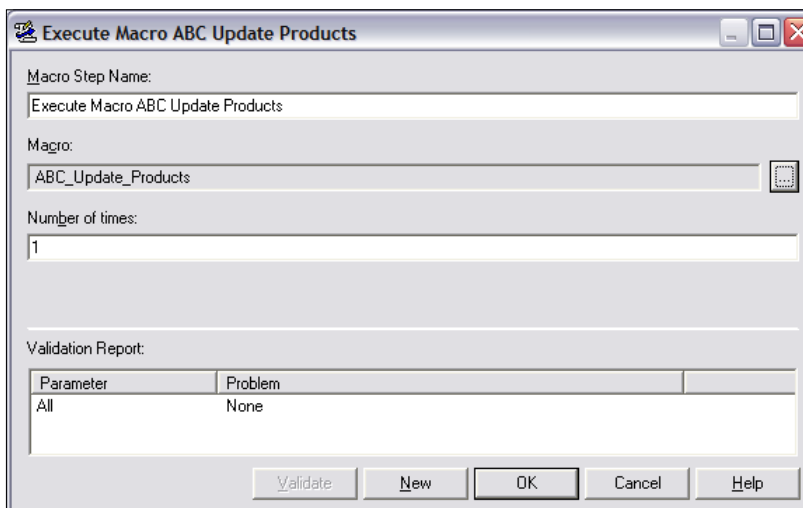 Execute Macro ABC Update Products
Macro Step Name:
Execute Macro ABC Update Products
Macro:
ABC_Update_Products
...
Number of times:
1
Validation Report:
Parameter Problem
All None
Validate New OK Cancel Help